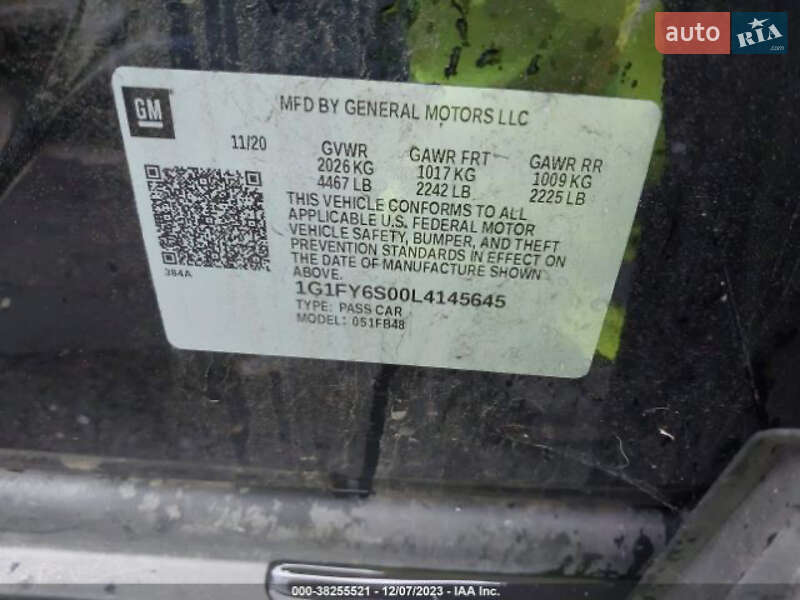 auto RIA.com
GM
MFD BY GENERAL MOTORS LLC
11/20
GVWR
2026 KG
4467 LB
GAWR FRT
1017 KG
2242 LB
GAWR RR
1009 KG
2225 LB
THIS VEHICLE CONFORMS TO ALL
APPLICABLE U.S. FEDERAL MOTOR
VEHICLE SAFETY, BUMPER, AND THEFT
PREVENTION STANDARDS IN EFFECT ON
THE DATE OF MANUFACTURE SHOWN
ABOVE.
384A
1G1FY6S00L4145645
TYPE: PASS CAR
MODEL: 051FB48
000-38255521 - 12/07/2023 - IAA Inc.